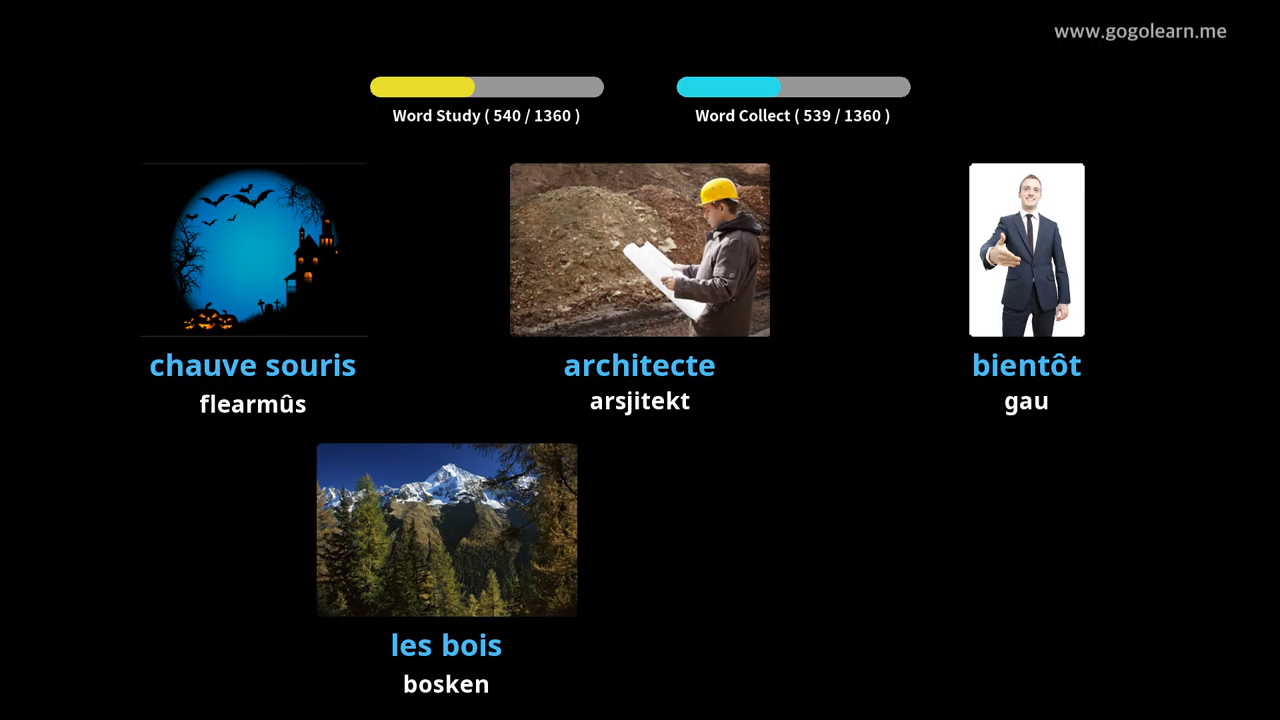 www.gogolearn.me
Word Study ( 540 / 1360 )
Word Collect ( 539 / 1360 )
chauve souris
flearmûs
architecte
arsjitekt
bientôt
gau
les bois
bosken